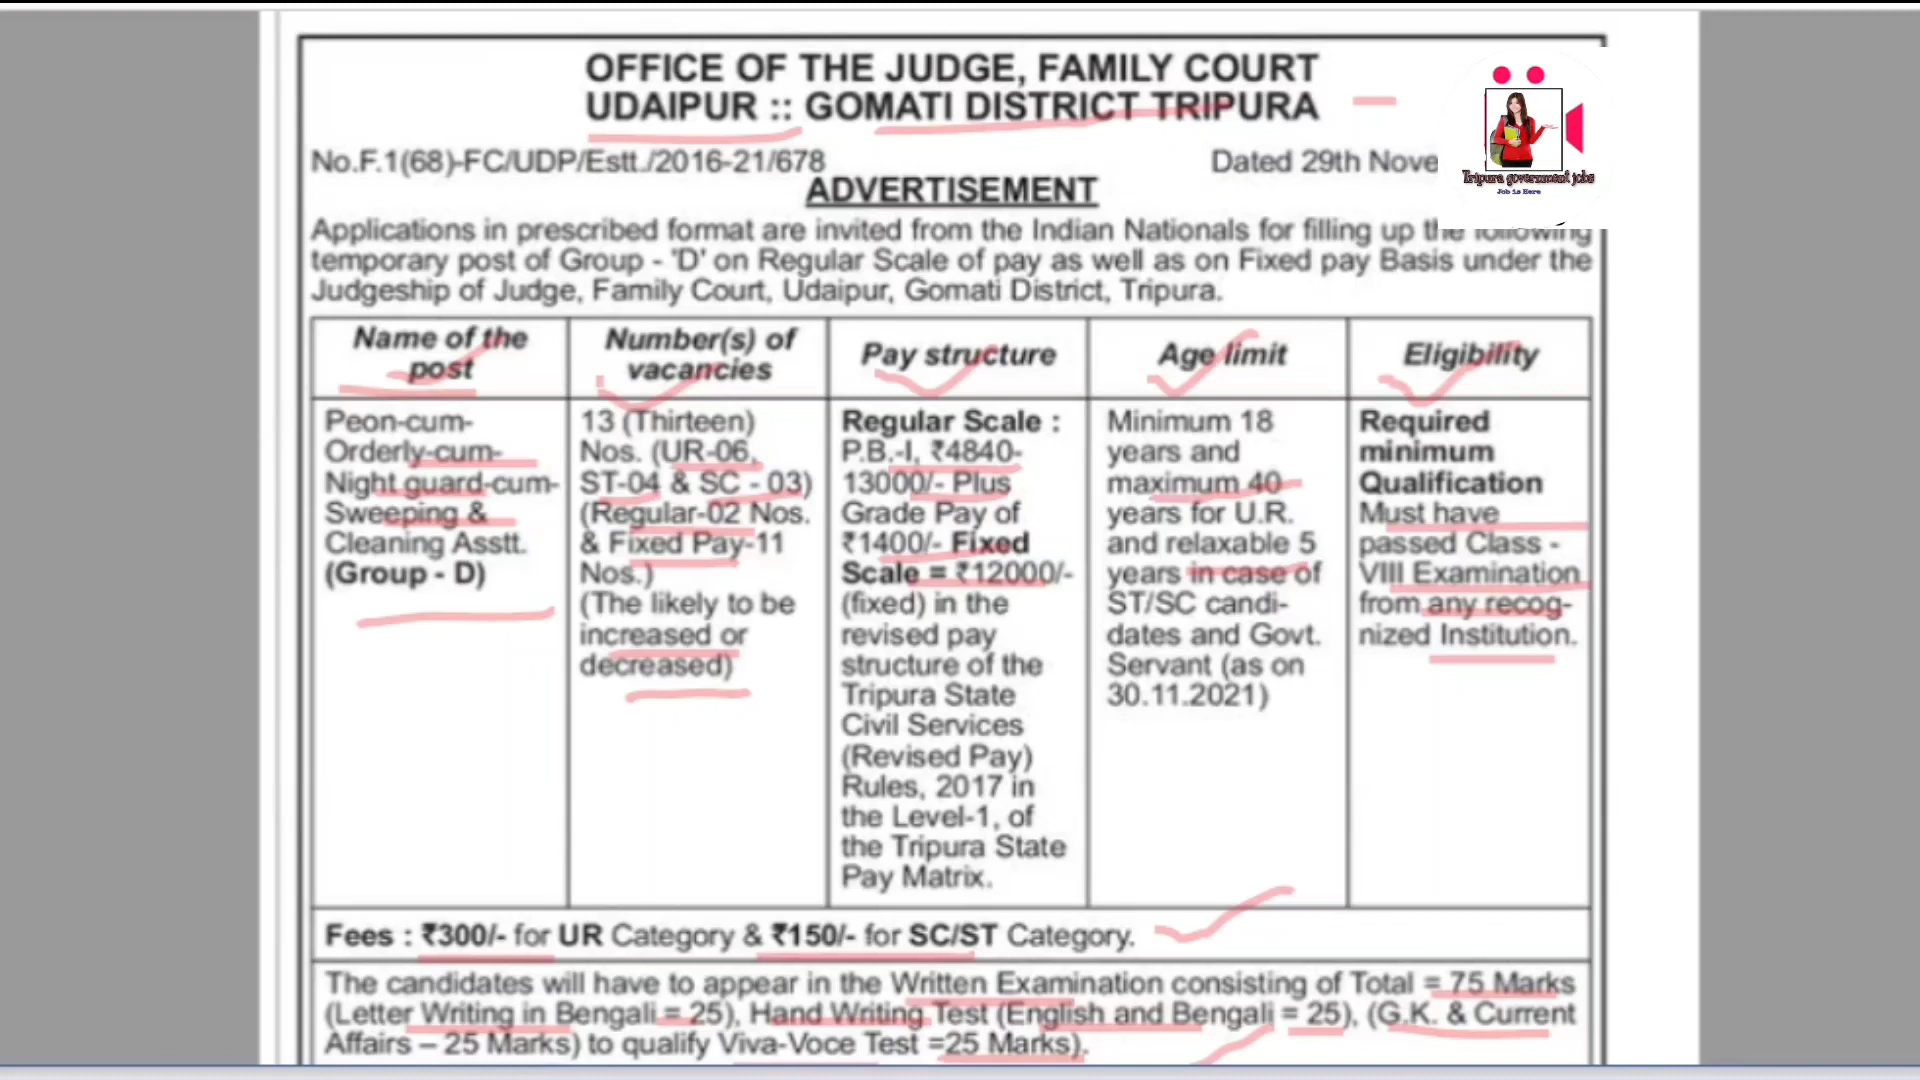 OFFICE OF THE JUDGE, FAMILY COURT
UDAIPUR :: GOMATI DISTRICT TRIPURA
No.F.1(68)-FC/UDP/Estt./2016-21/678
Dated 29th Nove
Tripura government jobs
Job is Here
ADVERTISEMENT
Applications in prescribed format are invited from the Indian Nationals for filling up the following
temporary post of Group - 'D' on Regular Scale of pay as well as on Fixed pay Basis under the
Judgeship of Judge, Family Court, Udaipur, Gomati District, Tripura.
Name of the
post
Number(s) of
vacancies
Pay structure
Age limit
Eligibility
Peon-cum-
Orderly-cum-
Night guard-cum-
Sweeping &
Cleaning Asstt.
(Group - D)
13 (Thirteen)
Nos. (UR-06,
ST-04 & SC - 03)
(Regular-02 Nos.
& Fixed Pay-11
Nos.)
(The likely to be
increased or
decreased)
Regular Scale :
P.B.-I, ₹4840-
13000/- Plus
Grade Pay of
₹1400/- Fixed
Scale = ₹12000/-
(fixed) in the
revised pay
structure of the
Tripura State
Civil Services
(Revised Pay)
Rules, 2017 in
the Level-1, of
the Tripura State
Pay Matrix.
Minimum 18
years and
maximum 40
years for U.R.
and relaxable 5
years in case of
ST/SC candi-
dates and Govt.
Servant (as on
30.11.2021)
Required
minimum
Qualification
Must have
passed Class -
VIII Examination
from any recog-
nized Institution.
Fees : ₹300/- for UR Category & ₹150/- for SC/ST Category.
The candidates will have to appear in the Written Examination consisting of Total = 75 Marks
(Letter Writing in Bengali = 25), Hand Writing Test (English and Bengali = 25), (G.K. & Current
Affairs – 25 Marks) to qualify Viva-Voce Test =25 Marks).